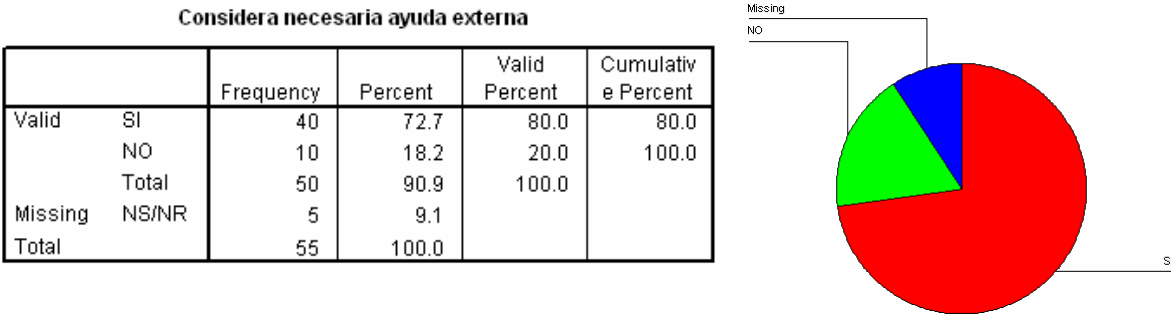 Considera necesaria ayuda externa
Frequency Percent Valid Percent Cumulativ e Percent
Valid SI 40 72.7 80.0 80.0
NO 10 18.2 20.0 100.0
Total 50 90.9 100.0
Missing NS/NR 5 9.1
Total 55 100.0
Missing
NO
S